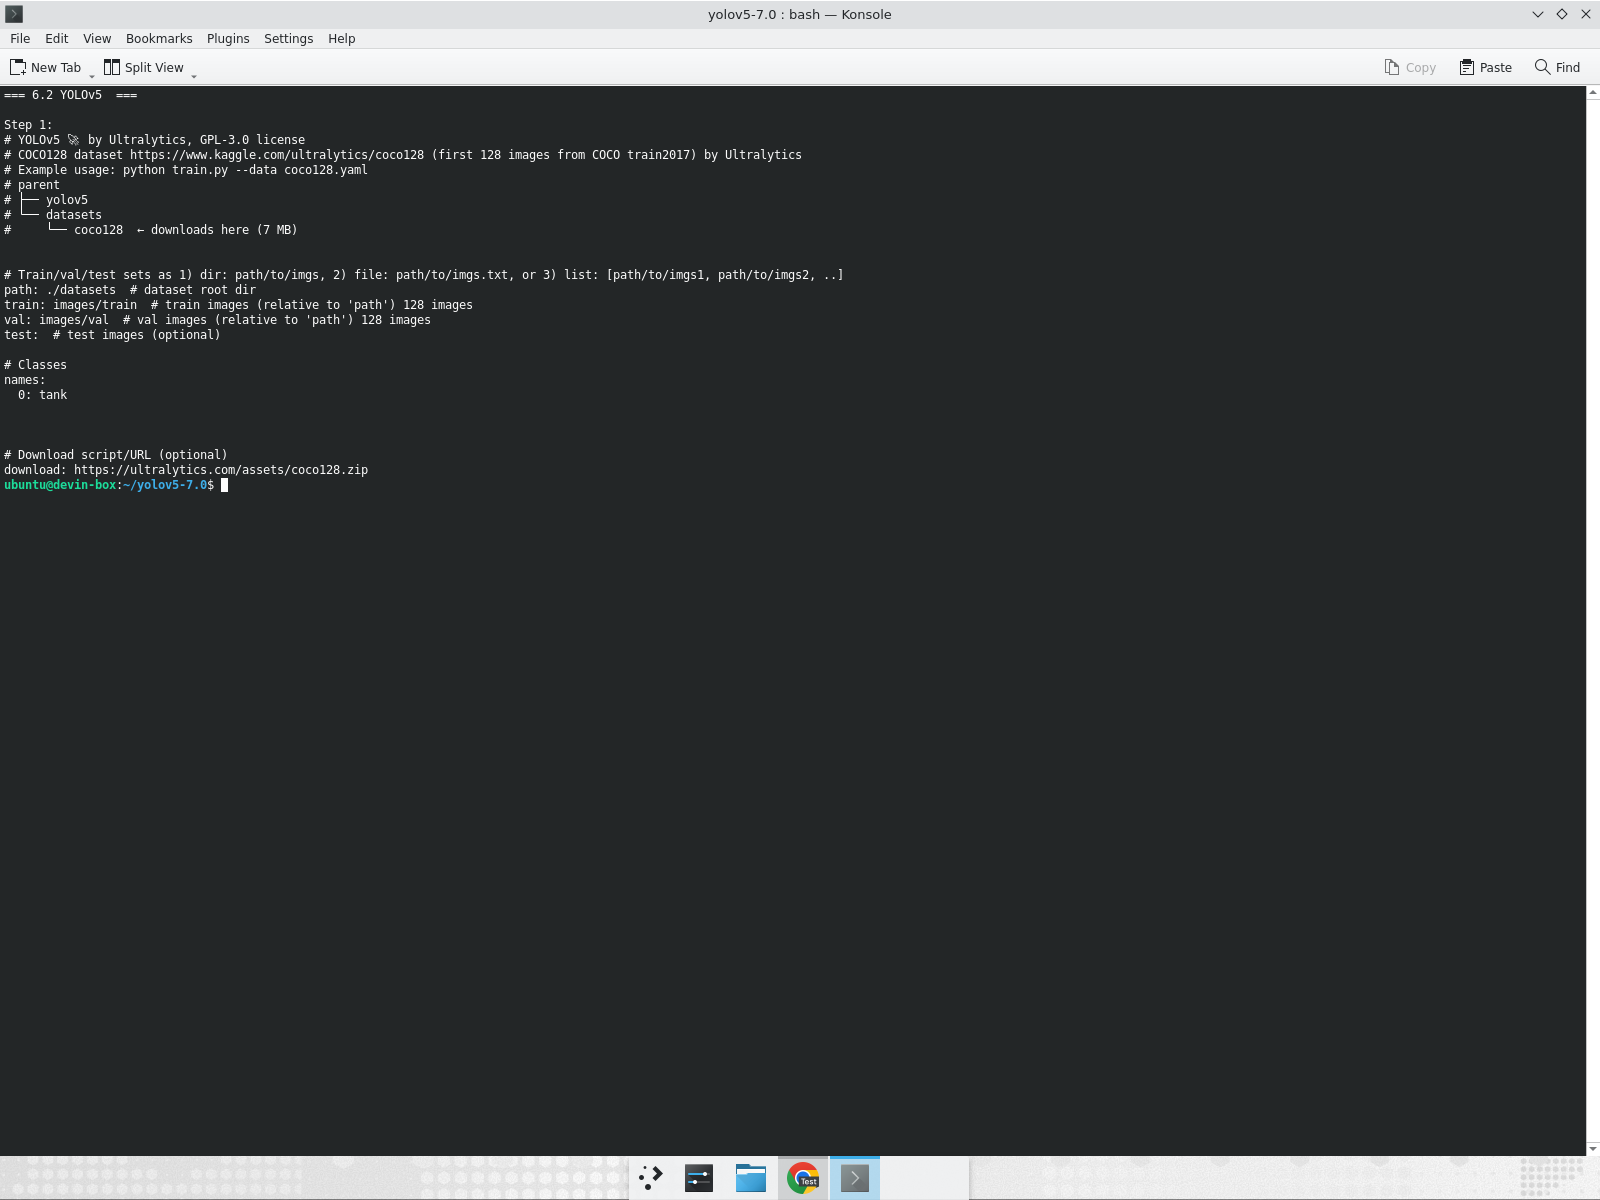 yolov5-7.0 : bash — Konsole
File Edit View Bookmarks Plugins Settings Help
New Tab Split View Copy Paste Find
=== 6.2 YOLOv5  ===
Step 1:
# YOLOv5 🚀 by Ultralytics, GPL-3.0 license
# COCO128 dataset https://www.kaggle.com/ultralytics/coco128 (first 128 images from COCO train2017) by Ultralytics
# Example usage: python train.py --data coco128.yaml
# parent
# ├── yolov5
# └── datasets
#     └── coco128  ← downloads here (7 MB)
# Train/val/test sets as 1) dir: path/to/imgs, 2) file: path/to/imgs.txt, or 3) list: [path/to/imgs1, path/to/imgs2, ..]
path: ./datasets  # dataset root dir
train: images/train  # train images (relative to 'path') 128 images
val: images/val  # val images (relative to 'path') 128 images
test:  # test images (optional)
# Classes
names:
  0: tank
# Download script/URL (optional)
download: https://ultralytics.com/assets/coco128.zip
ubuntu@devin-box:~/yolov5-7.0$
Test